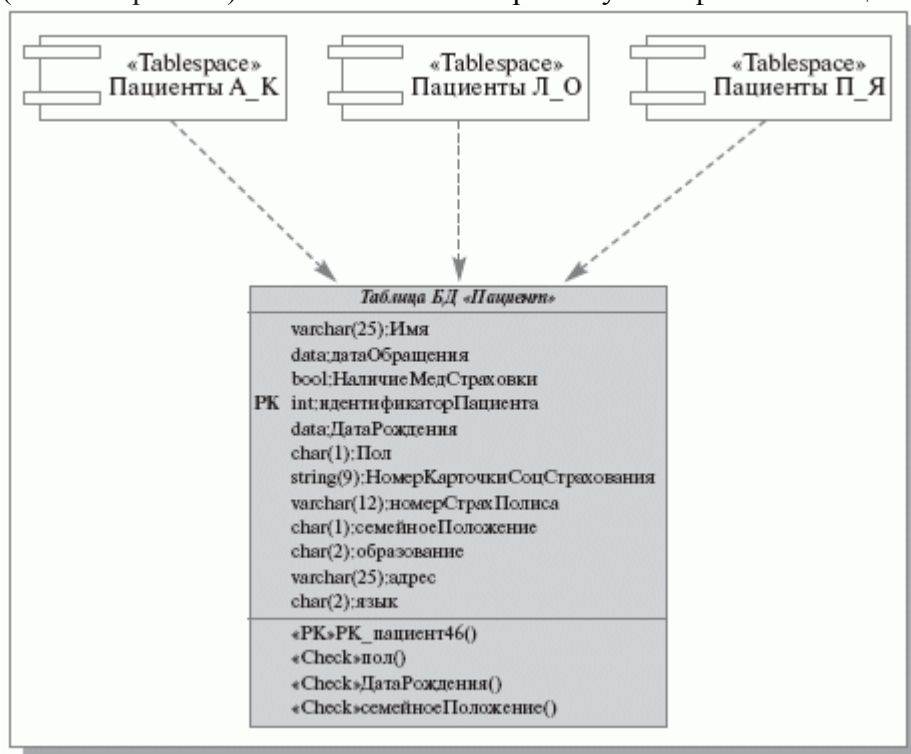 «Tablespace»
Пациенты А_К
«Tablespace»
Пациенты Л_О
«Tablespace»
Пациенты П_Я
Таблица БД «Пациент»
varchar(25);Имя
data;датаОбращения
bool;НаличиеМедСтраховки
PK int;идентификаторПациента
data;ДатаРождения
char(1);Пол
string(9);НомерКарточкиСоцСтрахования
varchar(12);номерСтрахПолиса
char(1);семейноеПоложение
char(2);образование
varchar(25);адрес
char(2);язык
«PK»PK_пациент46()
«Check»пол()
«Check»ДатаРождения()
«Check»семейноеПоложение()